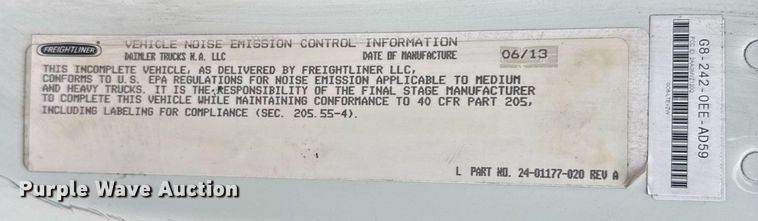 FREIGHTLINER
VEHICLE NOISE EMISSION CONTROL INFORMATION
DAIMLER TRUCKS N.A. LLC DATE OF MANUFACTURE 06/13
THIS INCOMPLETE VEHICLE, AS DELIVERED BY FREIGHTLINER LLC,
CONFORMS TO U.S. EPA REGULATIONS FOR NOISE EMISSION APPLICABLE TO MEDIUM
AND HEAVY TRUCKS. IT IS THE RESPONSIBILITY OF THE FINAL STAGE MANUFACTURER
TO COMPLETE THIS VEHICLE WHILE MAINTAINING CONFORMANCE TO 40 CFR PART 205,
INCLUDING LABELING FOR COMPLIANCE (SEC. 205.55-4).
L PART NO. 24-01177-020 REV A
G8-242-0EE-AD59
Purple Wave Auction